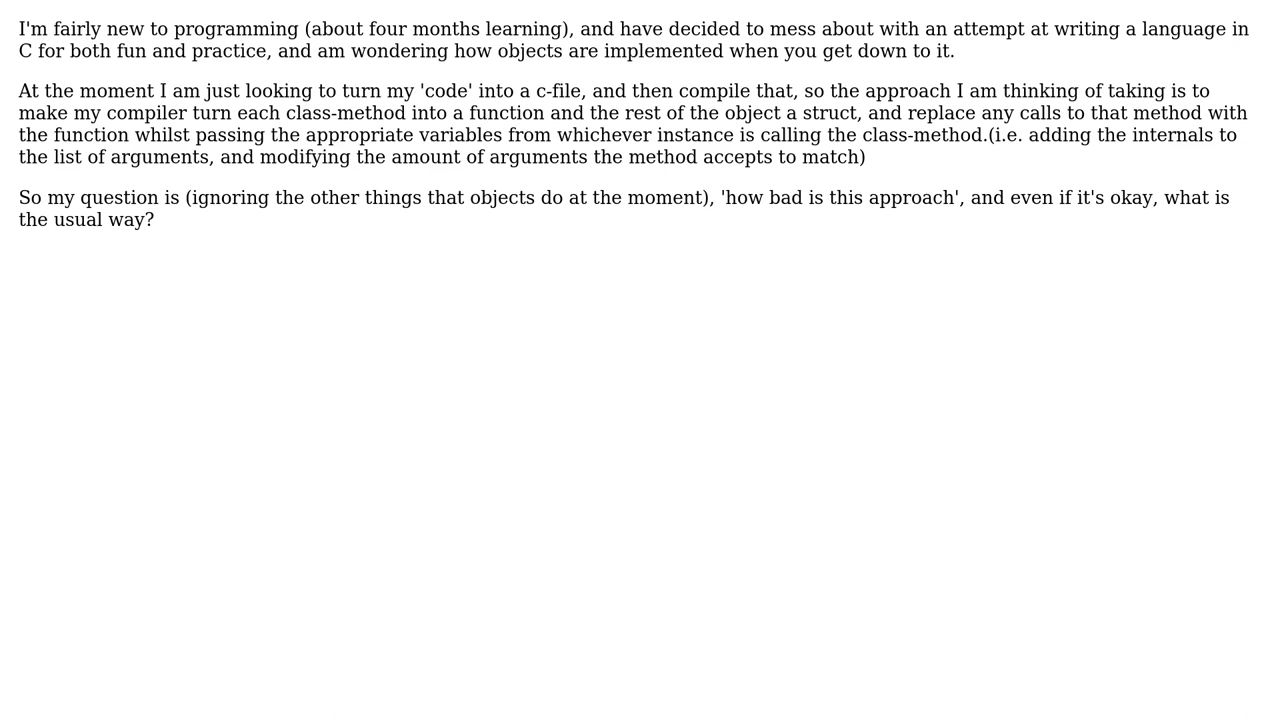 I'm fairly new to programming (about four months learning), and have decided to mess about with an attempt at writing a language in
C for both fun and practice, and am wondering how objects are implemented when you get down to it.
At the moment I am just looking to turn my 'code' into a c-file, and then compile that, so the approach I am thinking of taking is to
make my compiler turn each class-method into a function and the rest of the object a struct, and replace any calls to that method with
the function whilst passing the appropriate variables from whichever instance is calling the class-method.(i.e. adding the internals to
the list of arguments, and modifying the amount of arguments the method accepts to match)
So my question is (ignoring the other things that objects do at the moment), 'how bad is this approach', and even if it's okay, what is
the usual way?